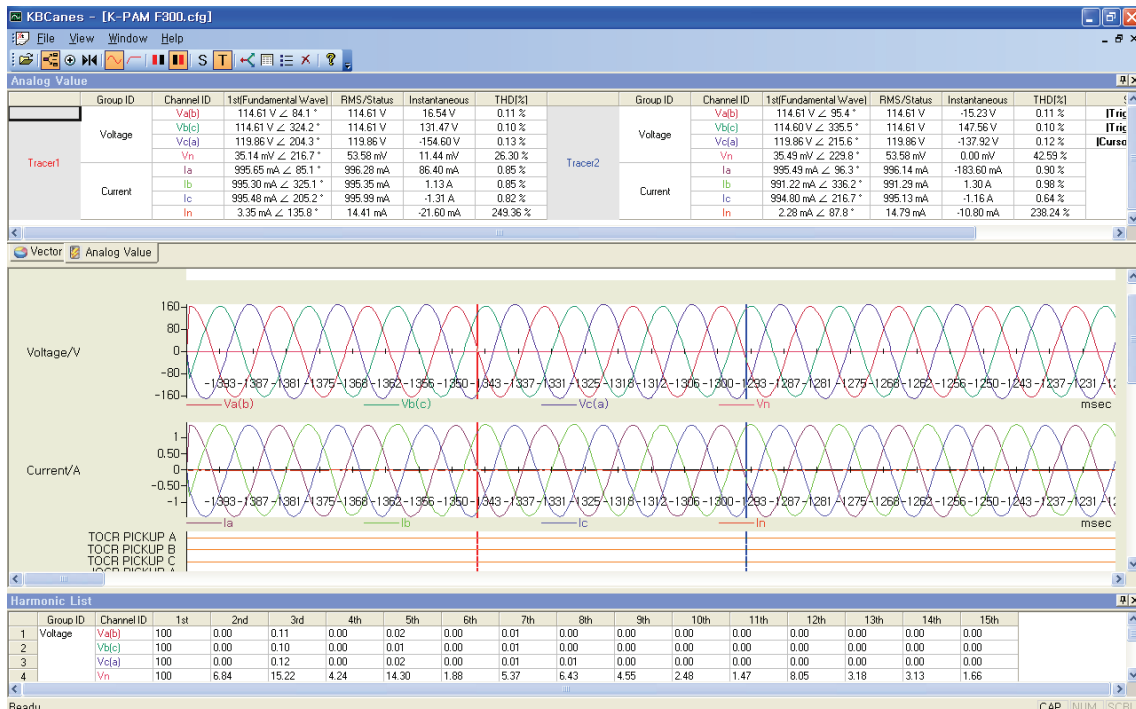 KBCanes - [K-PAM F300.cfg]
File View Window Help
S T
Analog Value
Group ID Channel ID 1st(Fundamental Wave) RMS/Status Instantaneous THD[%] Group ID Channel ID 1st(Fundamental Wave) RMS/Status Instantaneous THD[%]
Tracer1 Voltage Va(b) 114.61 V ∠ 84.1 ° 114.61 V 16.54 V 0.11 % Tracer2 Voltage Va(b) 114.61 V ∠ 95.4 ° 114.61 V -15.23 V 0.11 %
Vb(c) 114.61 V ∠ 324.2 ° 114.61 V 131.47 V 0.10 % Vb(c) 114.60 V ∠ 335.5 ° 114.61 V 147.56 V 0.10 %
Vc(a) 119.86 V ∠ 204.3 ° 119.86 V -154.60 V 0.13 % Vc(a) 119.86 V ∠ 215.6 ° 119.86 V -137.92 V 0.12 %
Vn 35.14 mV ∠ 216.7 ° 53.58 mV 11.44 mV 26.30 % Vn 35.49 mV ∠ 229.8 ° 53.58 mV 0.00 mV 42.59 %
Current Ia 995.65 mA ∠ 85.1 ° 996.28 mA 86.40 mA 0.85 % Ia 995.49 mA ∠ 96.3 ° 996.14 mA -183.60 mA 0.90 %
Ib 995.30 mA ∠ 325.1 ° 995.35 mA 1.13 A 0.85 % Ib 991.22 mA ∠ 336.2 ° 991.29 mA 1.30 A 0.98 %
Current Ic 995.48 mA ∠ 205.2 ° 995.99 mA -1.31 A 0.82 % Current Ic 994.80 mA ∠ 216.7 ° 995.13 mA -1.16 A 0.64 %
In 3.35 mA ∠ 135.8 ° 14.41 mA -21.60 mA 249.36 % In 2.28 mA ∠ 87.8 ° 14.79 mA -10.80 mA 238.24 %
Vector Analog Value
Voltage/V
160
80
0
-80
-160
-1393 -1387 -1381 -1375 -1368 -1362 -1356 -1350 -1343 -1337 -1331 -1325 -1318 -1312 -1306 -1300 -1293 -1287 -1281 -1275 -1268 -1262 -1256 -1250 -1243 -1237 -1231
Va(b) Vb(c) Vc(a) Vn msec
Current/A
1
0.50
0
-0.50
-1
-1393 -1387 -1381 -1375 -1368 -1362 -1356 -1350 -1343 -1337 -1331 -1325 -1318 -1312 -1306 -1300 -1293 -1287 -1281 -1275 -1268 -1262 -1256 -1250 -1243 -1237 -1231
Ia Ib Ic In msec
TOCR PICKUP A
TOCR PICKUP B
TOCR PICKUP C
Harmonic List
Group ID Channel ID 1st 2nd 3rd 4th 5th 6th 7th 8th 9th 10th 11th 12th 13th 14th 15th
1 Voltage Va(b) 100 0.00 0.11 0.00 0.02 0.00 0.01 0.00 0.00 0.00 0.00 0.00 0.00 0.00 0.00
2 Vb(c) 100 0.00 0.10 0.00 0.01 0.00 0.01 0.00 0.00 0.00 0.00 0.00 0.00 0.00 0.00
3 Vc(a) 100 0.00 0.12 0.00 0.02 0.00 0.01 0.01 0.00 0.00 0.00 0.00 0.00 0.00 0.00
4 Vn 100 6.84 15.22 4.24 14.30 1.88 5.37 6.43 4.55 2.48 1.47 8.05 3.18 3.13 1.66
Ready CAP NUM SCRL